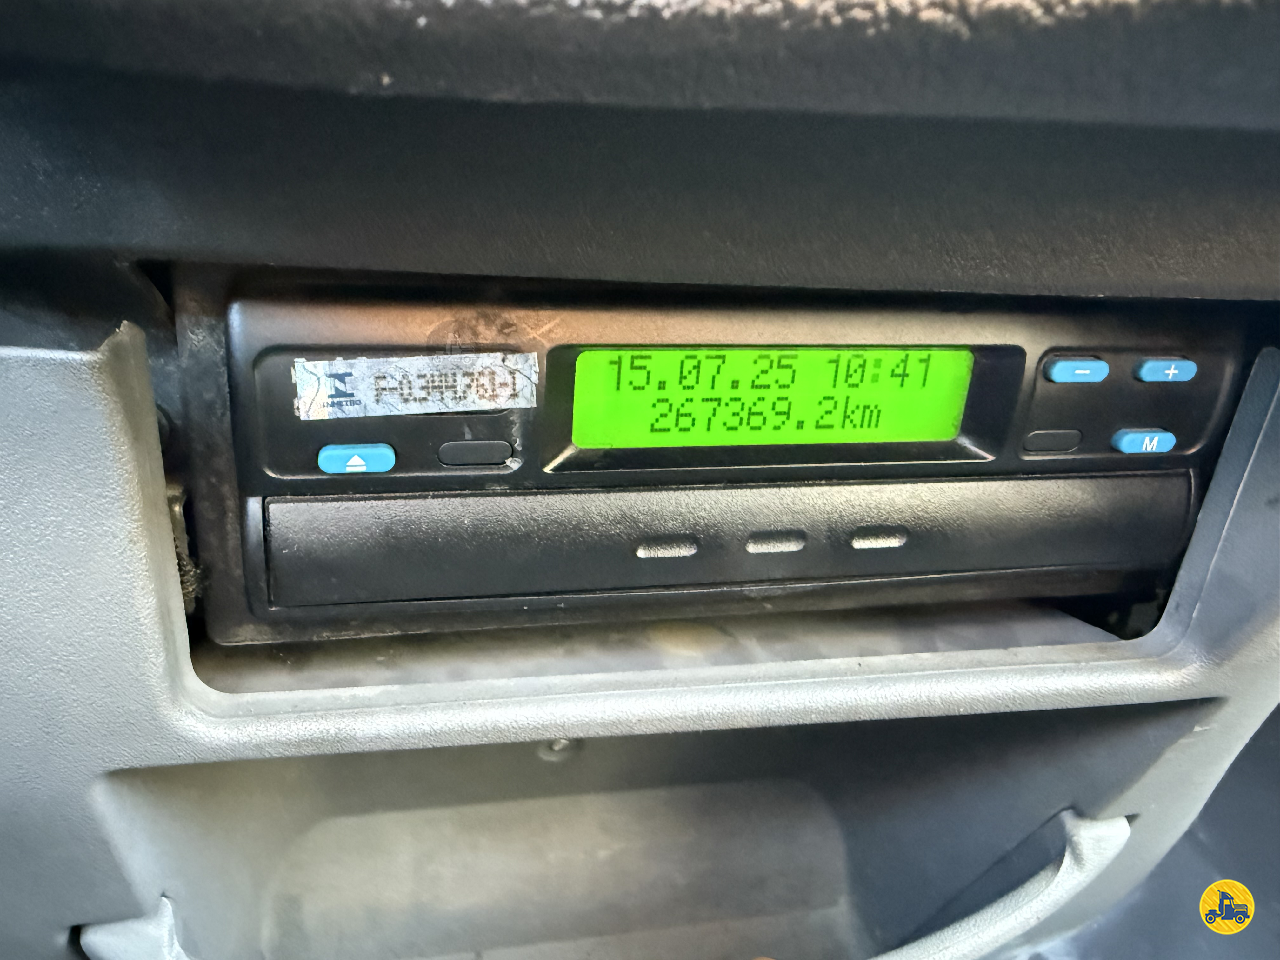 15.07.25 10:41
267369.2km
INMETRO
− +
M